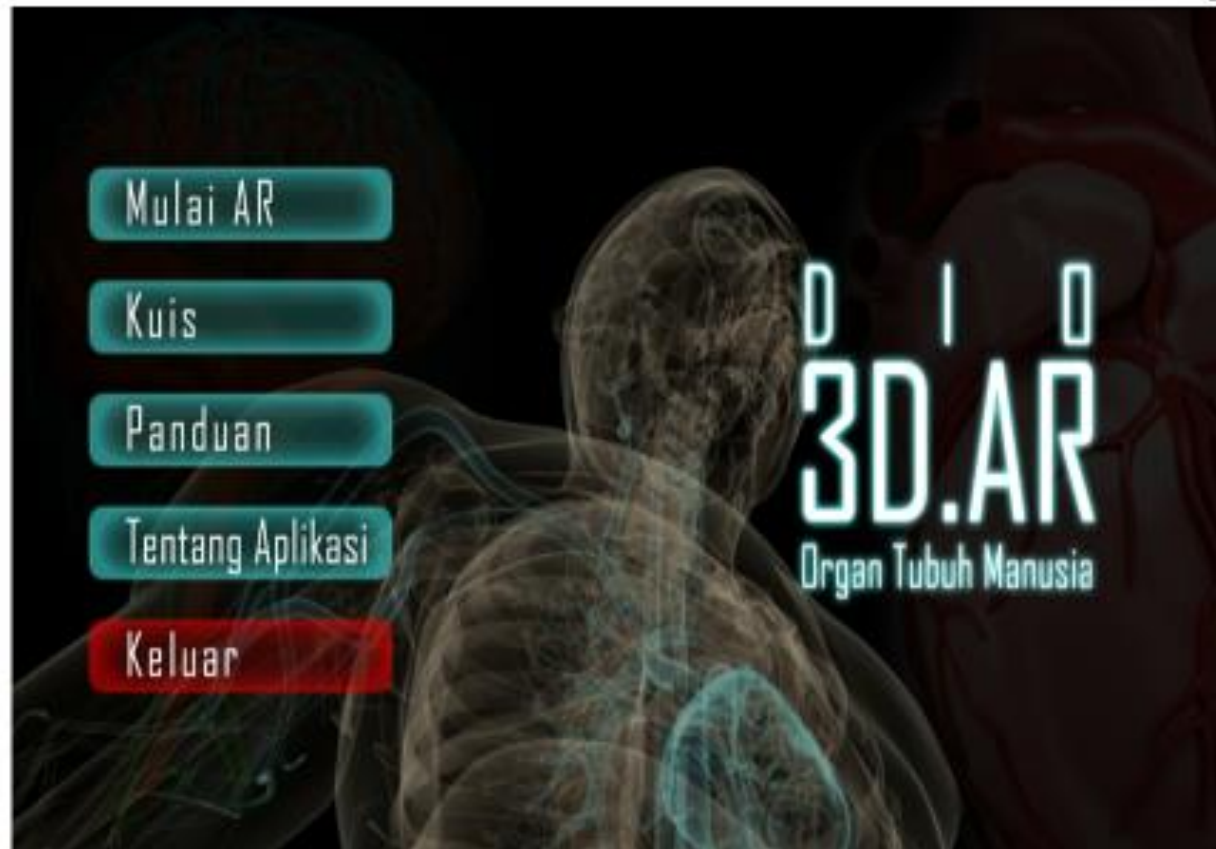 Mulai AR
Kuis
Panduan
Tentang Aplikasi
Keluar
D I O
3D.AR
Organ Tubuh Manusia